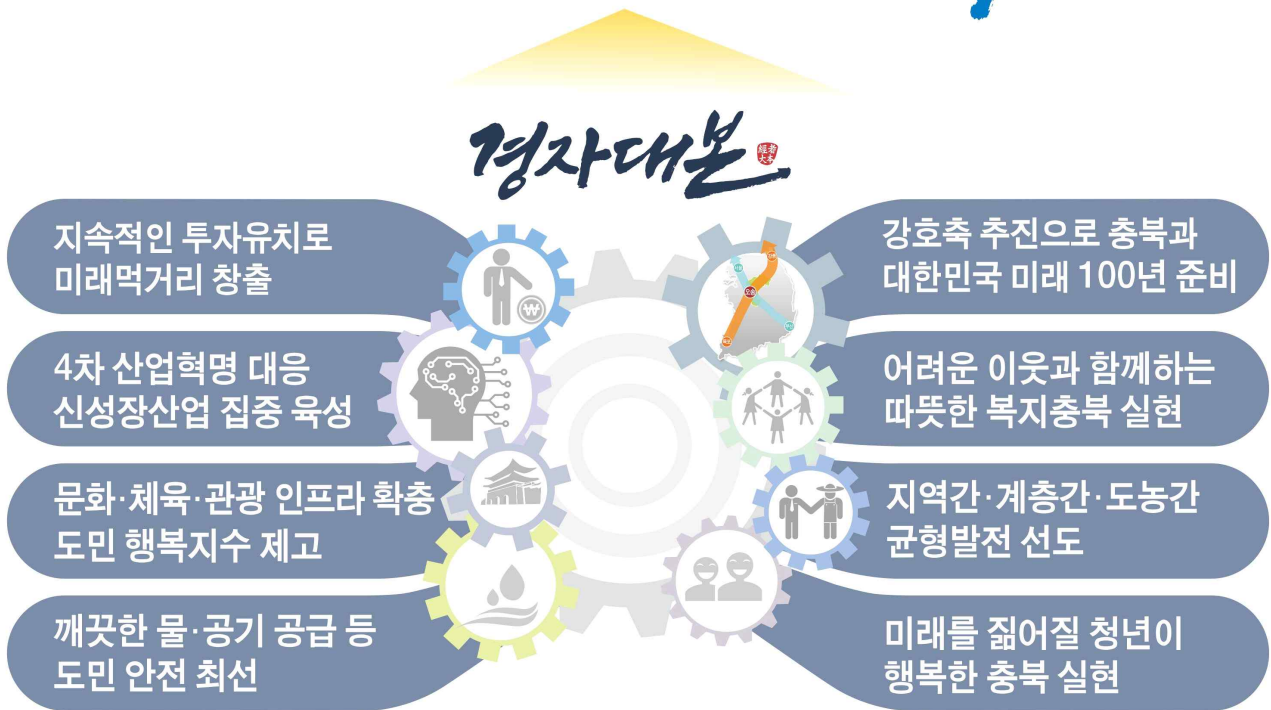 경자대본
經者
大本
지속적인 투자유치로
미래먹거리 창출
4차 산업혁명 대응
신성장산업 집중 육성
문화·체육·관광 인프라 확충
도민 행복지수 제고
깨끗한 물·공기 공급 등
도민 안전 최선
강호축 추진으로 충북과
대한민국 미래 100년 준비
어려운 이웃과 함께하는
따뜻한 복지충북 실현
지역간·계층간·도농간
균형발전 선도
미래를 짊어질 청년이
행복한 충북 실현
오송
₩